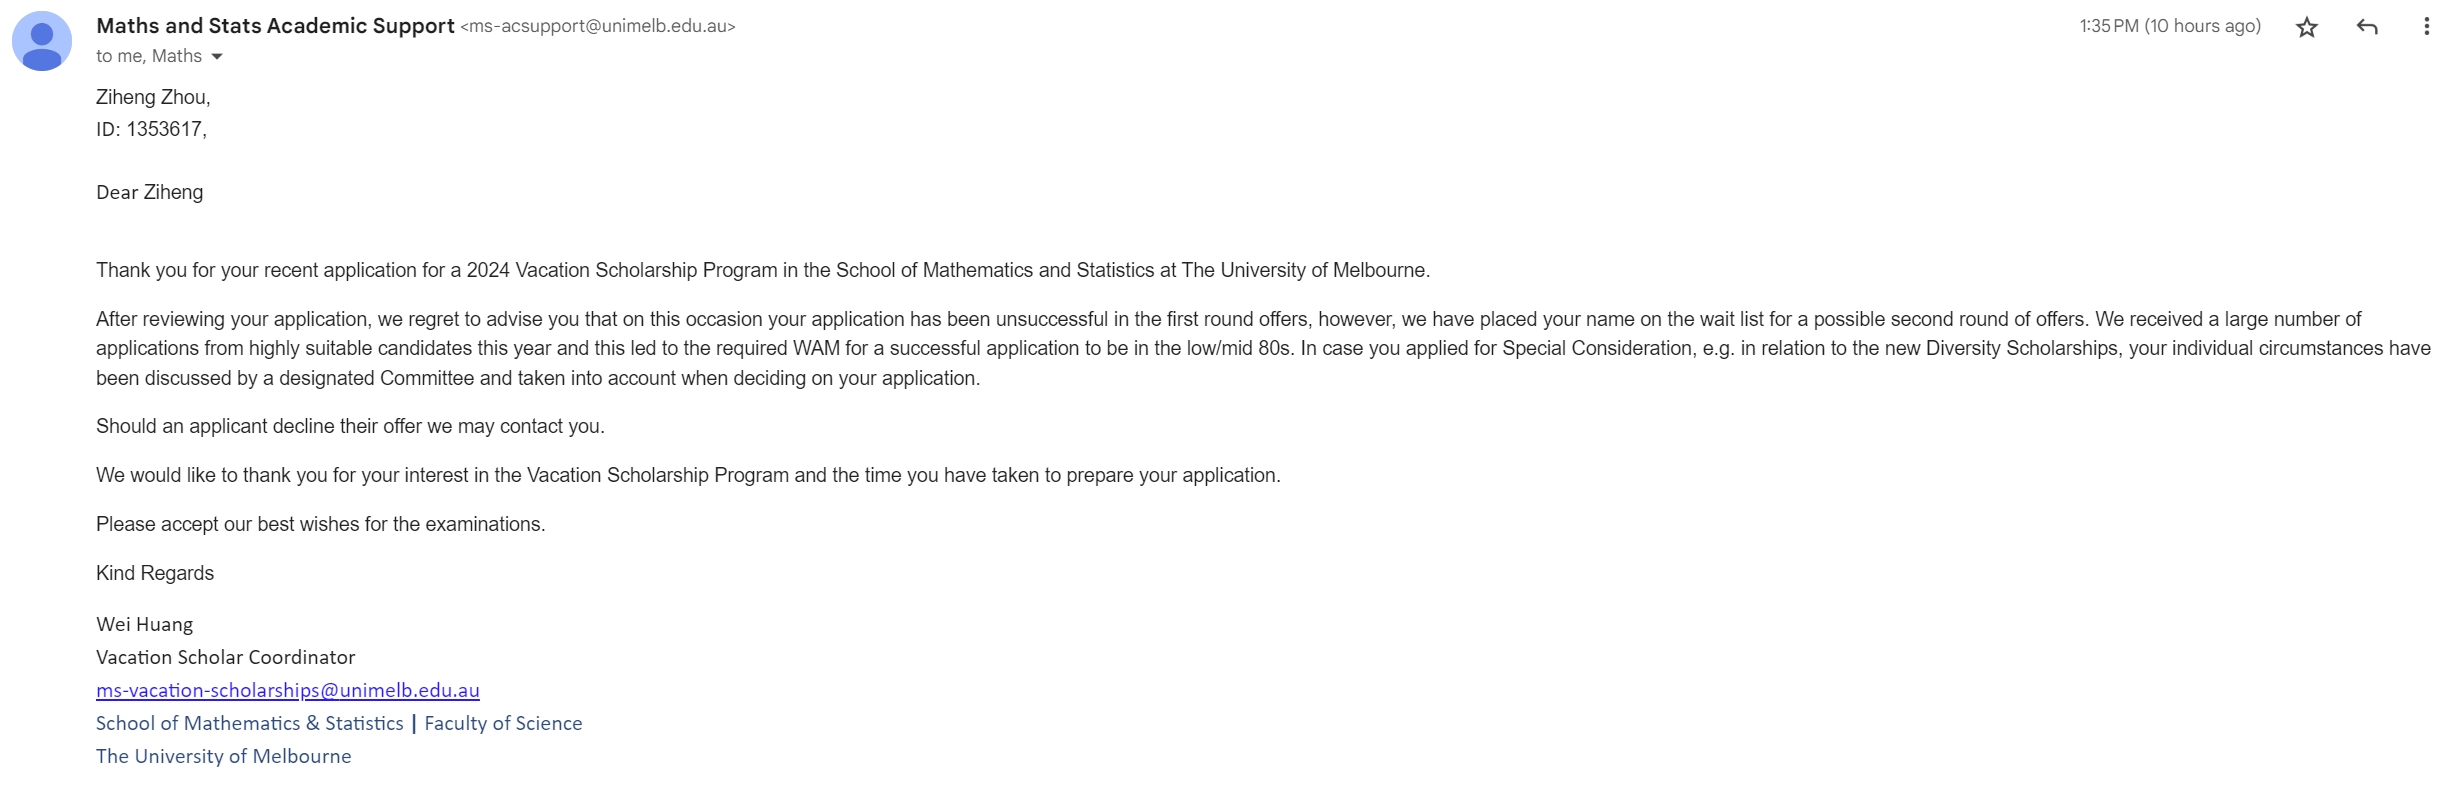 Maths and Stats Academic Support <ms-acsupport@unimelb.edu.au>
1:35 PM (10 hours ago)
to me, Maths
Ziheng Zhou,
ID: 1353617,
Dear Ziheng
Thank you for your recent application for a 2024 Vacation Scholarship Program in the School of Mathematics and Statistics at The University of Melbourne.
After reviewing your application, we regret to advise you that on this occasion your application has been unsuccessful in the first round offers, however, we have placed your name on the wait list for a possible second round of offers. We received a large number of
applications from highly suitable candidates this year and this led to the required WAM for a successful application to be in the low/mid 80s. In case you applied for Special Consideration, e.g. in relation to the new Diversity Scholarships, your individual circumstances have
been discussed by a designated Committee and taken into account when deciding on your application.
Should an applicant decline their offer we may contact you.
We would like to thank you for your interest in the Vacation Scholarship Program and the time you have taken to prepare your application.
Please accept our best wishes for the examinations.
Kind Regards
Wei Huang
Vacation Scholar Coordinator
ms-vacation-scholarships@unimelb.edu.au
School of Mathematics & Statistics | Faculty of Science
The University of Melbourne